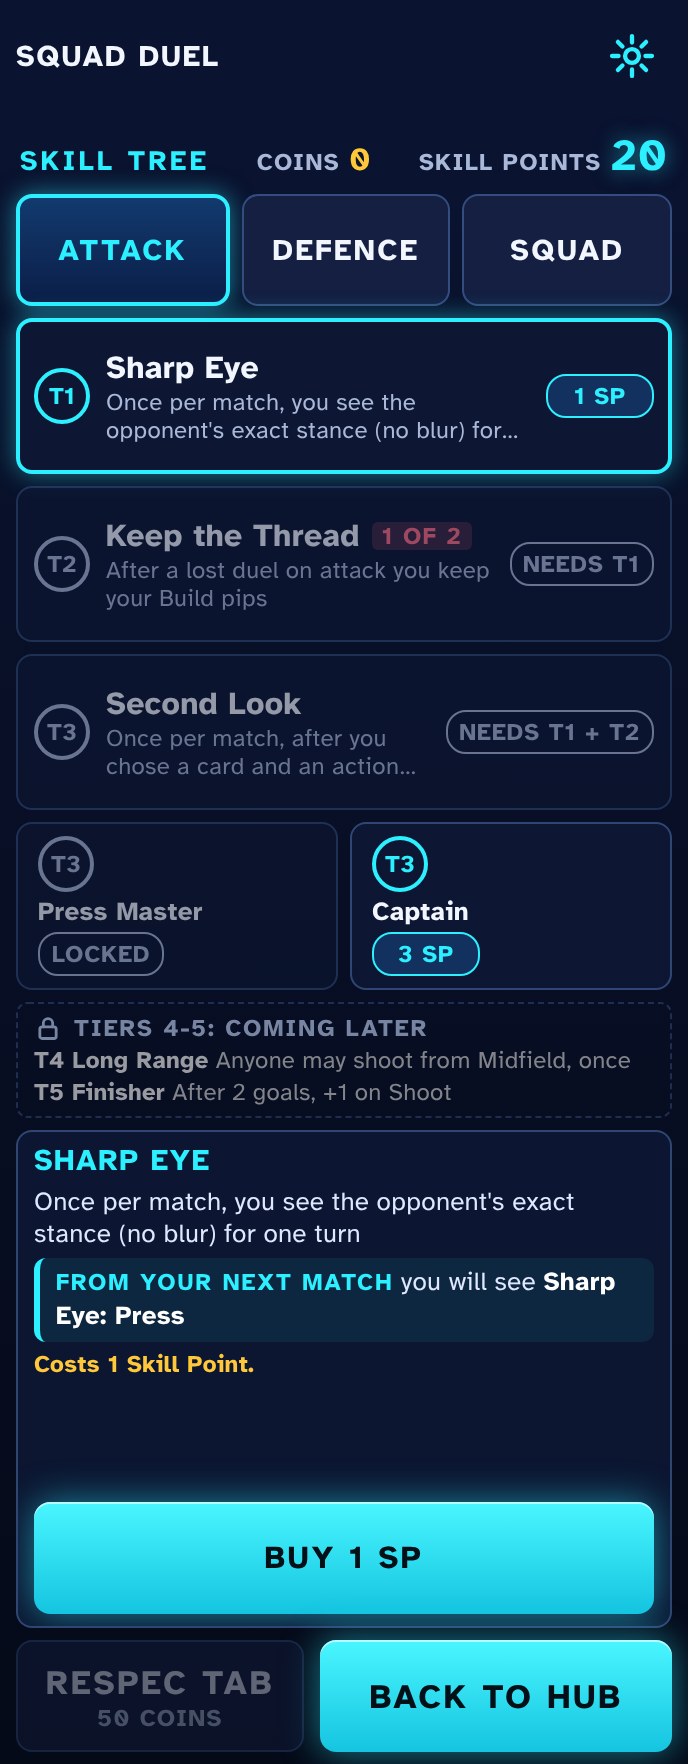 SQUAD DUEL
SKILL TREE COINS 0 SKILL POINTS 20
ATTACK DEFENCE SQUAD
T1 Sharp Eye
Once per match, you see the
opponent's exact stance (no blur) for...
1 SP
T2 Keep the Thread 1 OF 2
After a lost duel on attack you keep
your Build pips
NEEDS T1
T3 Second Look
Once per match, after you
chose a card and an action...
NEEDS T1 + T2
T3
Press Master
LOCKED
T3
Captain
3 SP
TIERS 4-5: COMING LATER
T4 Long Range Anyone may shoot from Midfield, once
T5 Finisher After 2 goals, +1 on Shoot
SHARP EYE
Once per match, you see the opponent's exact
stance (no blur) for one turn
FROM YOUR NEXT MATCH you will see Sharp
Eye: Press
Costs 1 Skill Point.
BUY 1 SP
RESPEC TAB
50 COINS
BACK TO HUB